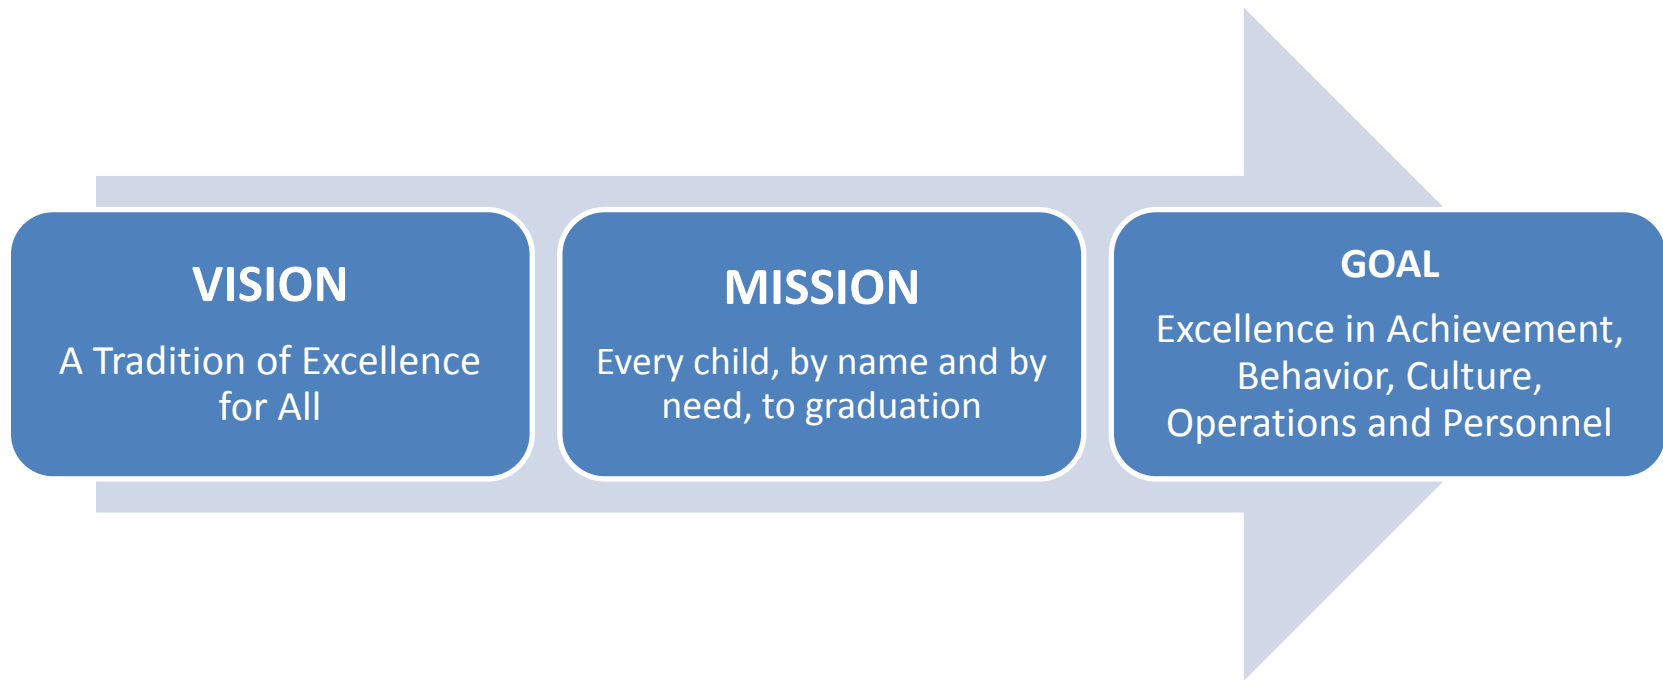 VISION
A Tradition of Excellence
for All
MISSION
Every child, by name and by
need, to graduation
GOAL
Excellence in Achievement,
Behavior, Culture,
Operations and Personnel